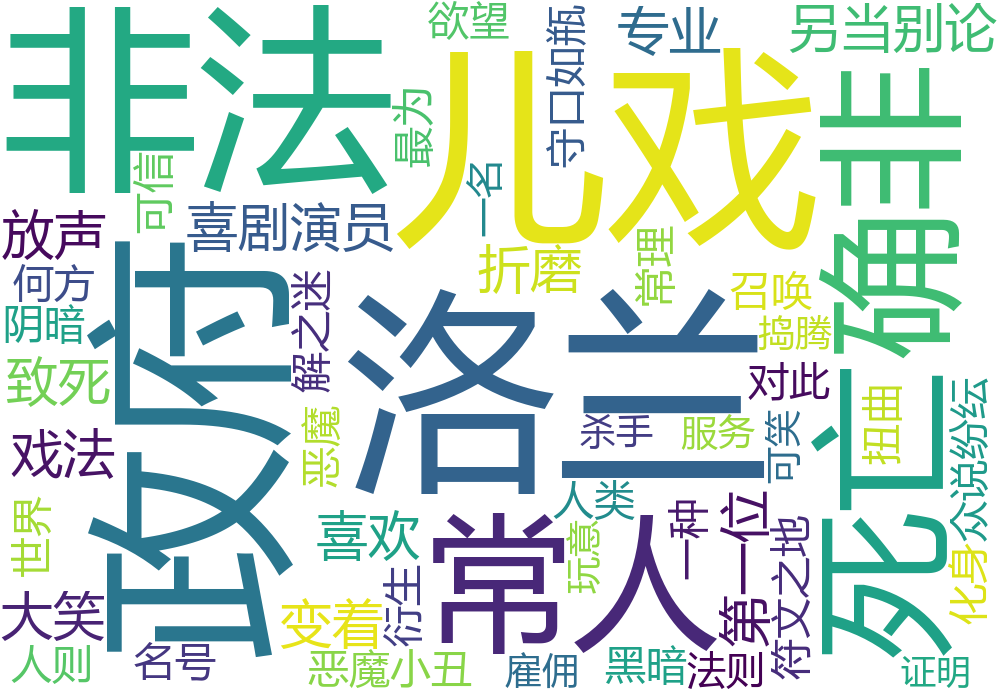 欲望
守口如瓶
专业
另当别论
非法
儿戏
最为
可信
一名
确非
放声
喜剧演员
折磨
常理
何方
政府
解之迷
召唤
阴暗
洛兰
捣腾
致死
对此
死亡
扭曲
众说纷纭
戏法
恶魔
杀手
服务
可笑
世界
喜欢
人类
一种
第一位
常人
玩意
符文之地
化身
大笑
衍生
变着
人则
名号
恶魔小丑
雇佣
黑暗
法则
证明